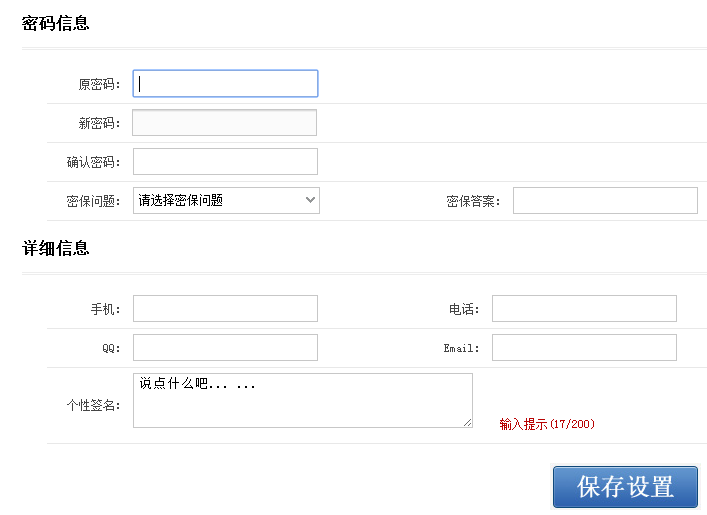 密码信息
原密码：
新密码：
确认密码：
密保问题： 请选择密保问题 密保答案：
详细信息
手机： 电话：
QQ： Email：
个性签名： 说点什么吧... ...
输入提示(17/200)
保存设置